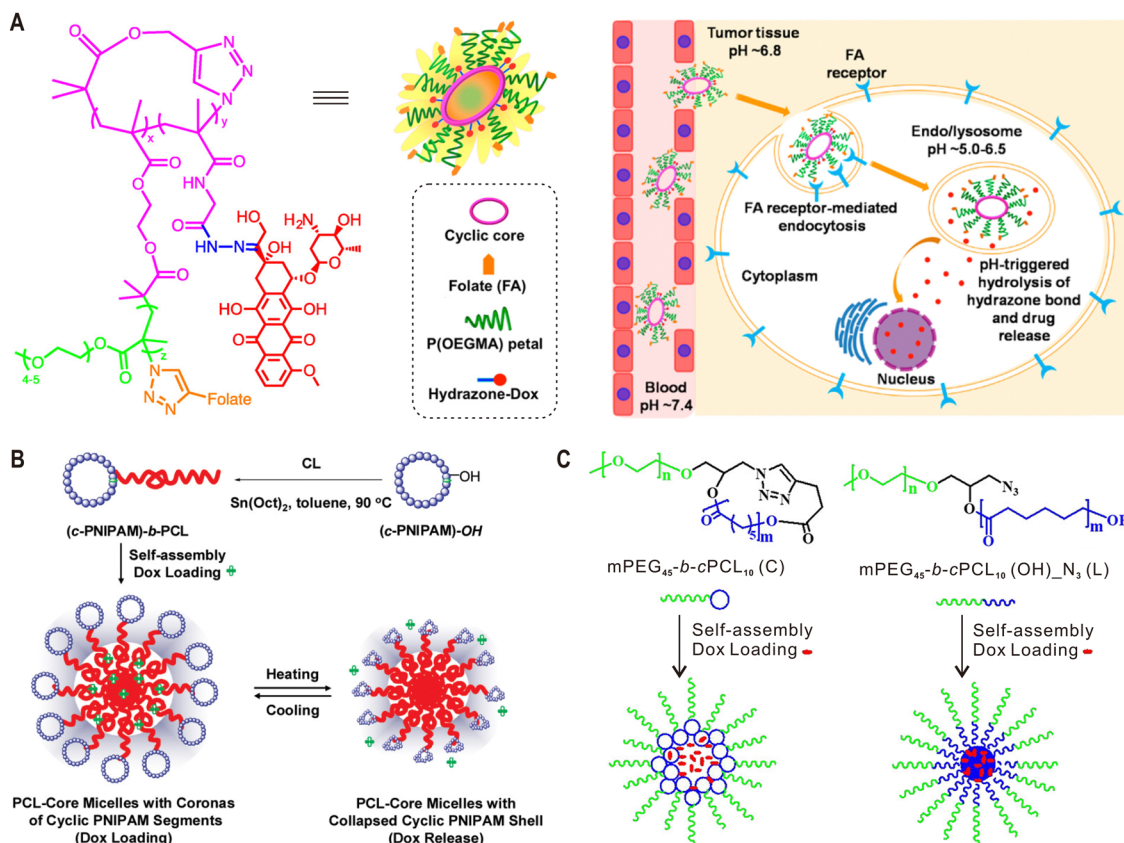 A
O
O
N
N
N
x
y
O
O
O
NH
O
O
O
HN-N
O
O
4-5
O
O
z
N
N
N
Folate
HO
H2N
OH
OH
O
O
OH
OH
O
O
OH
O
Cyclic core
Folate (FA)
P(OEGMA) petal
Hydrazone-Dox
Tumor tissue
pH ~6.8
FA
receptor
Endo/lysosome
pH ~5.0-6.5
FA receptor-mediated
endocytosis
Cytoplasm
pH-triggered
hydrolysis of
hydrazone bond
and drug
release
Nucleus
Blood
pH ~7.4
B
CL
Sn(Oct)2, toluene, 90 °C
OH
(c-PNIPAM)-b-PCL
(c-PNIPAM)-OH
Self-assembly
Dox Loading
Heating
Cooling
PCL-Core Micelles with Coronas
of Cyclic PNIPAM Segments
(Dox Loading)
PCL-Core Micelles with
Collapsed Cyclic PNIPAM Shell
(Dox Release)
C
O
n
O
N
N
N
O
O
5
m
O
O
mPEG45-b-cPCL10 (C)
O
n
O
N3
O
O
m
mPEG45-b-cPCL10 (OH)_N3 (L)
Self-assembly
Dox Loading
Self-assembly
Dox Loading